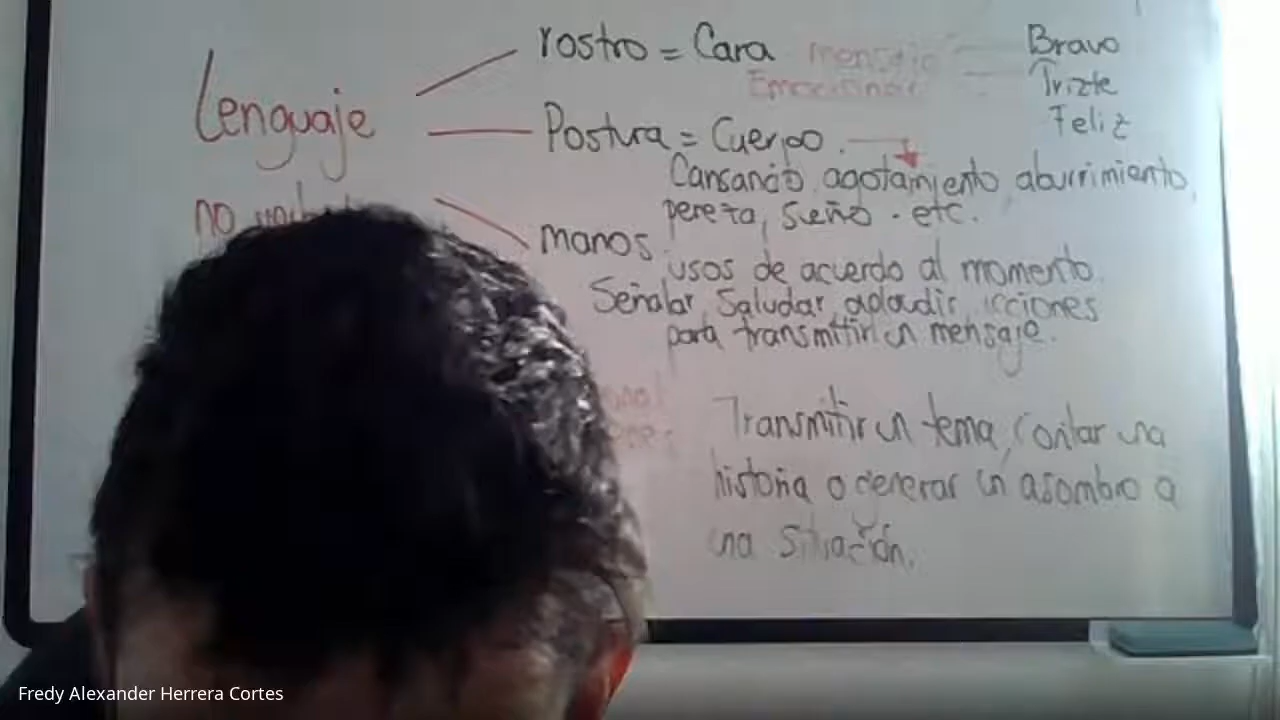 rostro = Cara mensaje Bravo
Emocional Trizte
Feliz
Lenguaje
Postura = Cuerpo.
Cansancio, agotamiento, aburrimiento,
no
pereza, sueño. etc.
manos.
usos de acuerdo al momento.
Señalar, Saludar, aplaudir, acciones
para transmitir un mensaje.
Transmitir un tema, Contar una
historia o generar un asombro a
una Situación.
Fredy Alexander Herrera Cortes